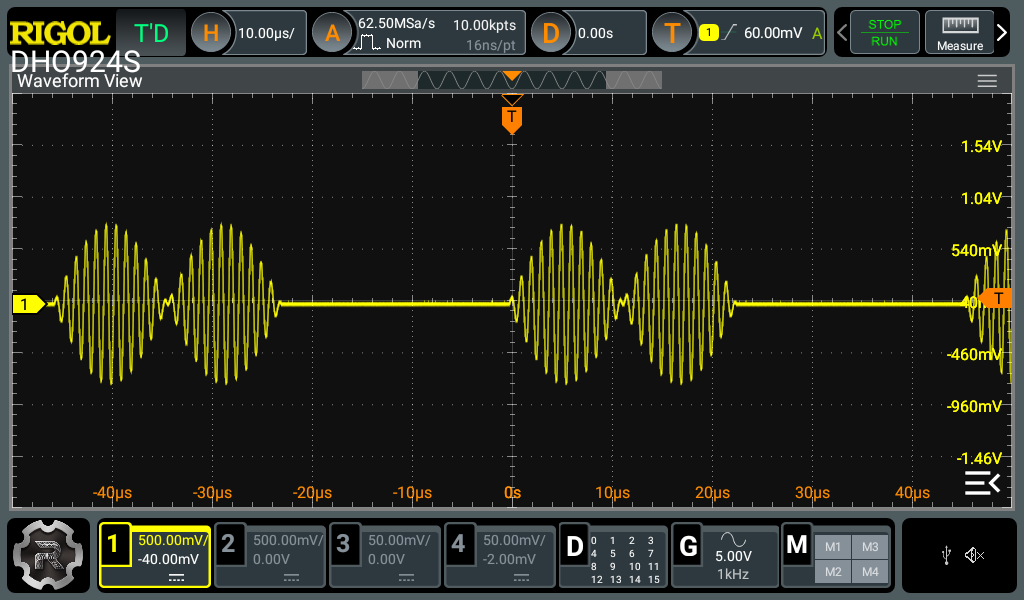 RIGOL T'D H 10.00µs/ A 62.50MSa/s 10.00kpts D 0.00s T 1 60.00mV A STOP
Norm 16ns/pt RUN Measure
DHO924S
Waveform View
T
1.54V
1.04V
540mV
1 40 T
-460mV
-960mV
-1.46V
-40µs -30µs -20µs -10µs 0s 10µs 20µs 30µs 40µs
1 500.00mV/ 2 500.00mV/ 3 50.00mV/ 4 50.00mV/ D 0 1 2 3 G M M1 M3
-40.00mV 0.00V 0.00V -2.00mV 4 5 6 7 5.00V M2 M4
8 9 10 11 1kHz
12 13 14 15
R